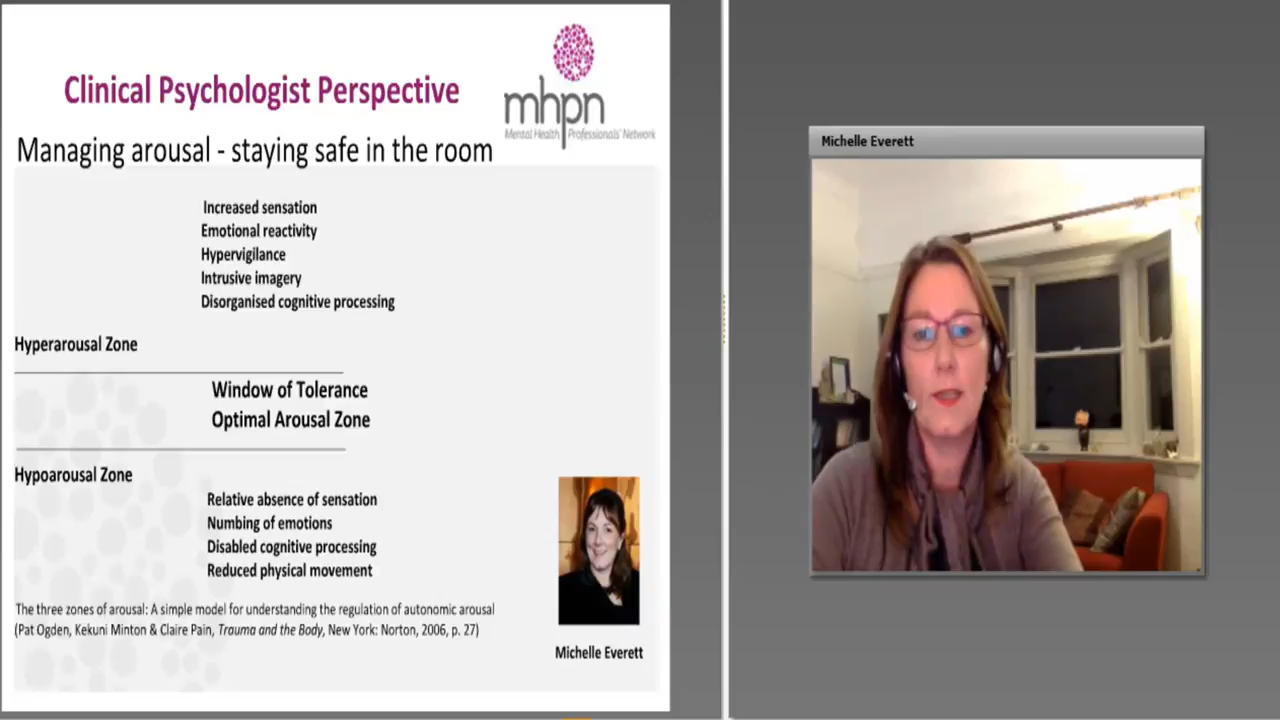 Clinical Psychologist Perspective
mhpn
Mental Health Professionals' Network
Managing arousal - staying safe in the room
Increased sensation
Emotional reactivity
Hypervigilance
Intrusive imagery
Disorganised cognitive processing
Hyperarousal Zone
Window of Tolerance
Optimal Arousal Zone
Hypoarousal Zone
Relative absence of sensation
Numbing of emotions
Disabled cognitive processing
Reduced physical movement
The three zones of arousal: A simple model for understanding the regulation of autonomic arousal
(Pat Ogden, Kekuni Minton & Claire Pain, Trauma and the Body, New York: Norton, 2006, p. 27)
Michelle Everett
Michelle Everett